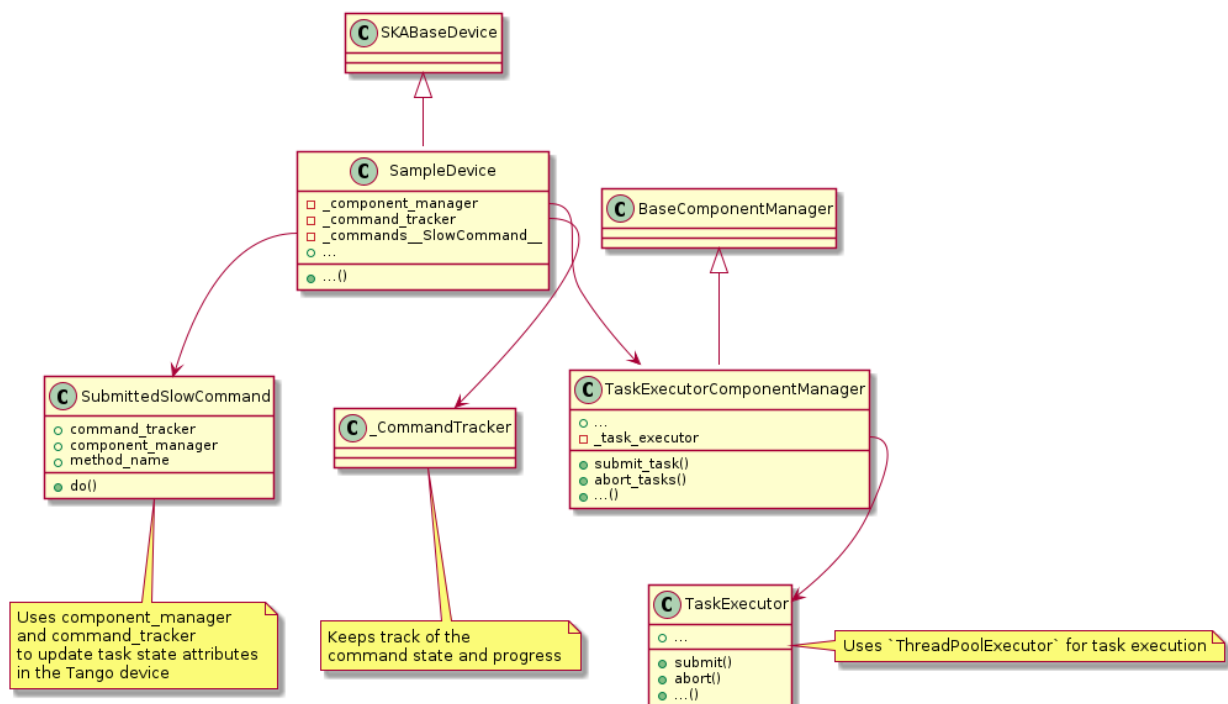 C SKABaseDevice
C SampleDevice
_component_manager
_command_tracker
_commands__SlowCommand__
...
...()
C BaseComponentManager
C SubmittedSlowCommand
command_tracker
component_manager
method_name
do()
C _CommandTracker
C TaskExecutorComponentManager
...
_task_executor
submit_task()
abort_tasks()
...()
Uses component_manager
and command_tracker
to update task state attributes
in the Tango device
Keeps track of the
command state and progress
C TaskExecutor
...
submit()
abort()
...()
Uses `ThreadPoolExecutor` for task execution